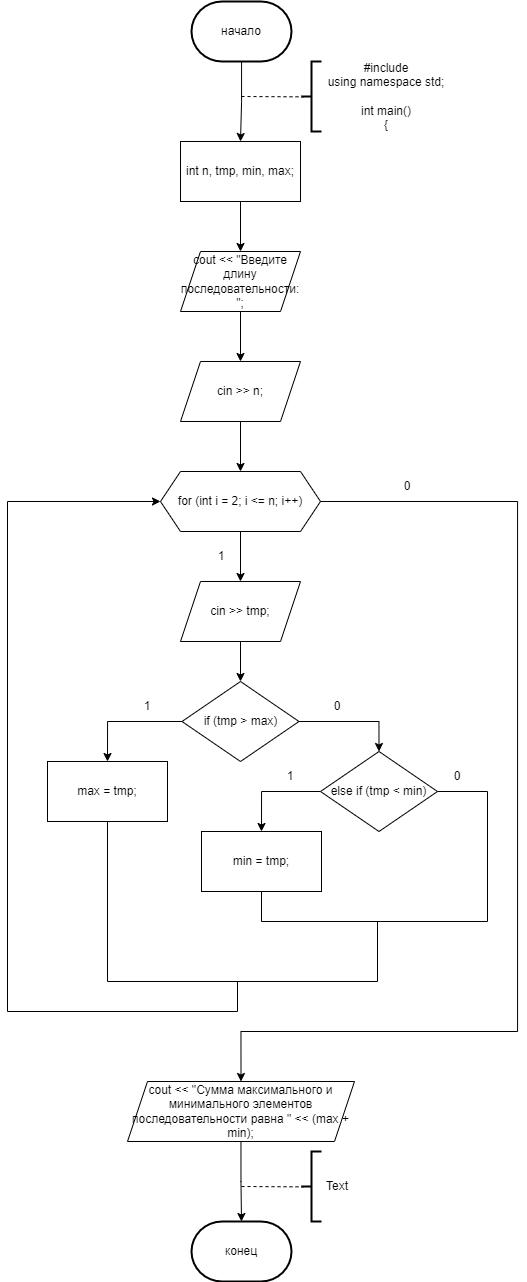 начало
#include
using namespace std;
int main()
{
int n, tmp, min, max;
cout << "Введите
длину
последовательности:
";
cin >> n;
for (int i = 2; i <= n; i++)
0
1
cin >> tmp;
if (tmp > max)
1
0
max = tmp;
else if (tmp < min)
1
0
min = tmp;
cout << "Сумма максимального и
минимального элементов
последовательности равна " << (max +
min);
Text
конец